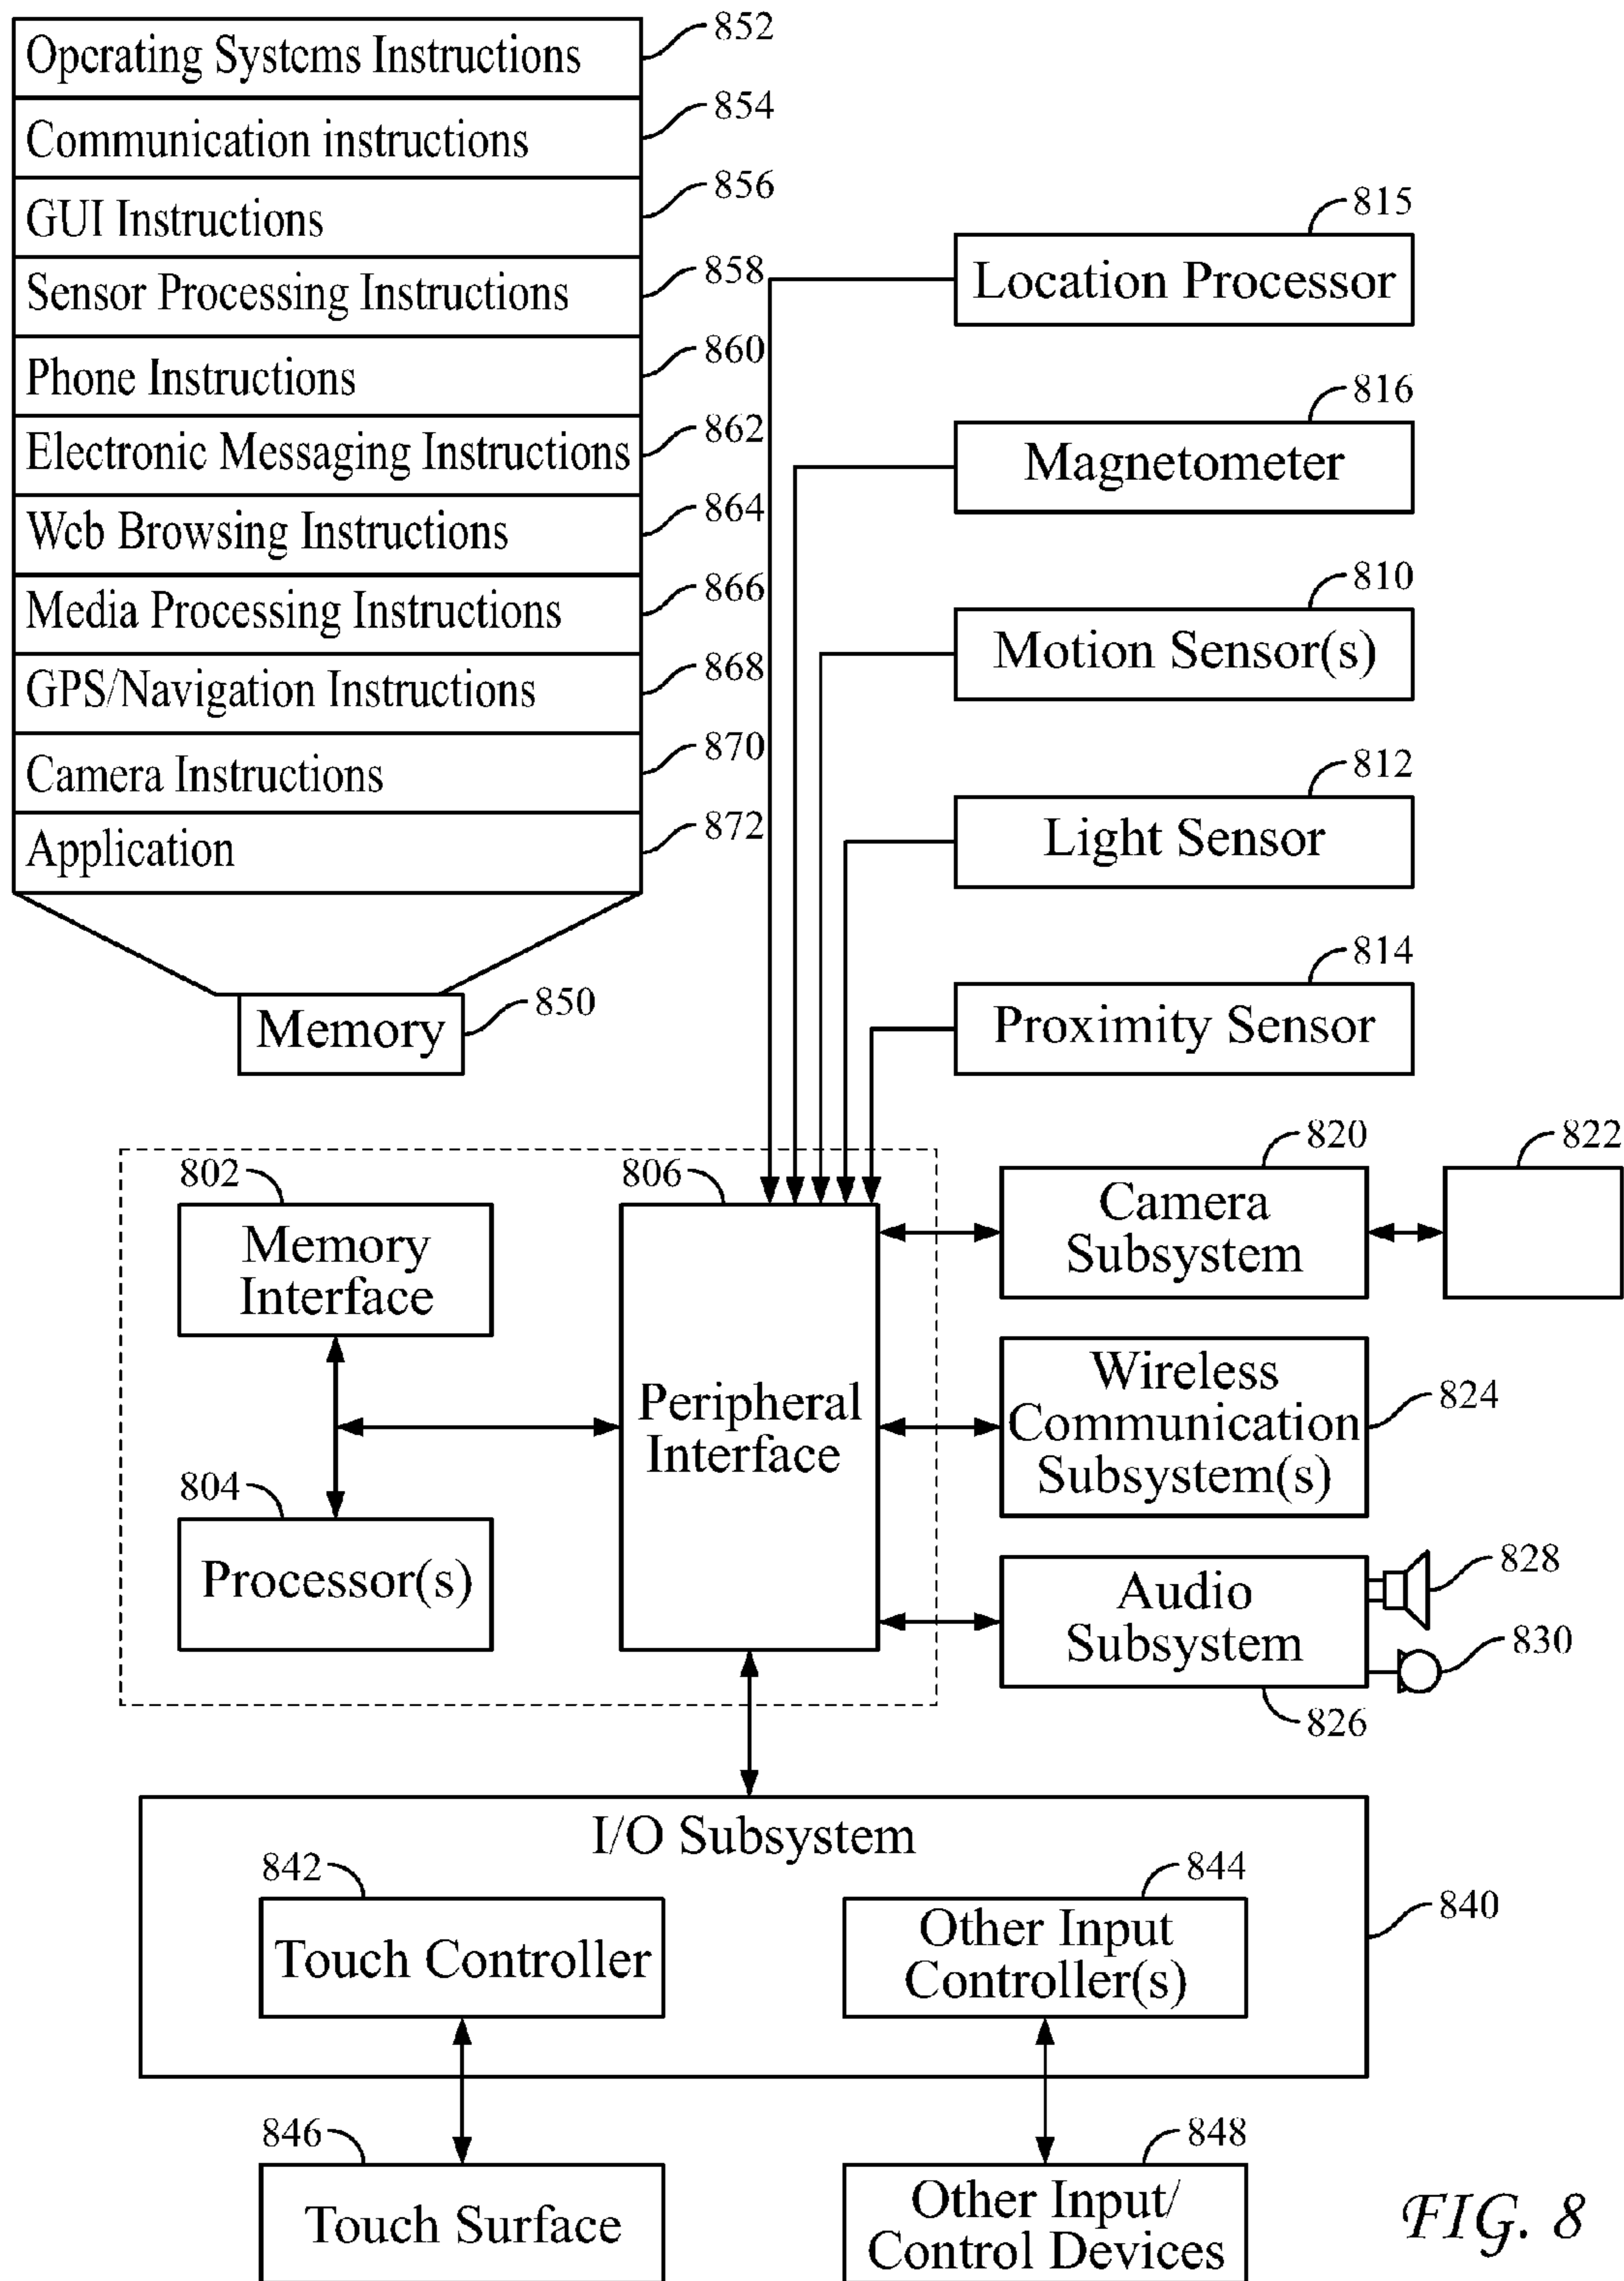 Operating Systems Instructions
852
Communication instructions
854
GUI Instructions
856
Sensor Processing Instructions
858
Phone Instructions
860
Electronic Messaging Instructions
862
Web Browsing Instructions
864
Media Processing Instructions
866
GPS/Navigation Instructions
868
Camera Instructions
870
Application
872
Memory
850
815
Location Processor
816
Magnetometer
810
Motion Sensor(s)
812
Light Sensor
814
Proximity Sensor
802
Memory
Interface
804
Processor(s)
806
Peripheral
Interface
820
Camera
Subsystem
822
Wireless
Communication
Subsystem(s)
824
Audio
Subsystem
826
828
830
I/O Subsystem
840
842
Touch Controller
844
Other Input
Controller(s)
846
Touch Surface
848
Other Input/
Control Devices
FIG. 8